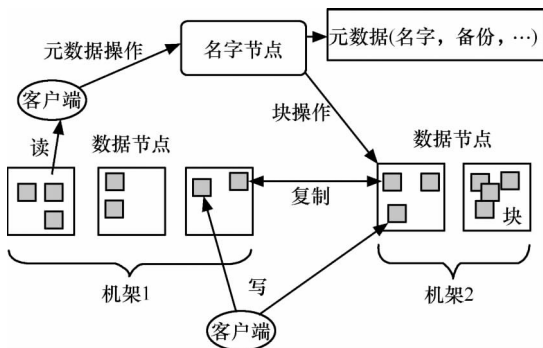 元数据操作
名字节点
元数据(名字，备份，…)
客户端
块操作
读
数据节点
数据节点
复制
块
机架1
写
机架2
客户端